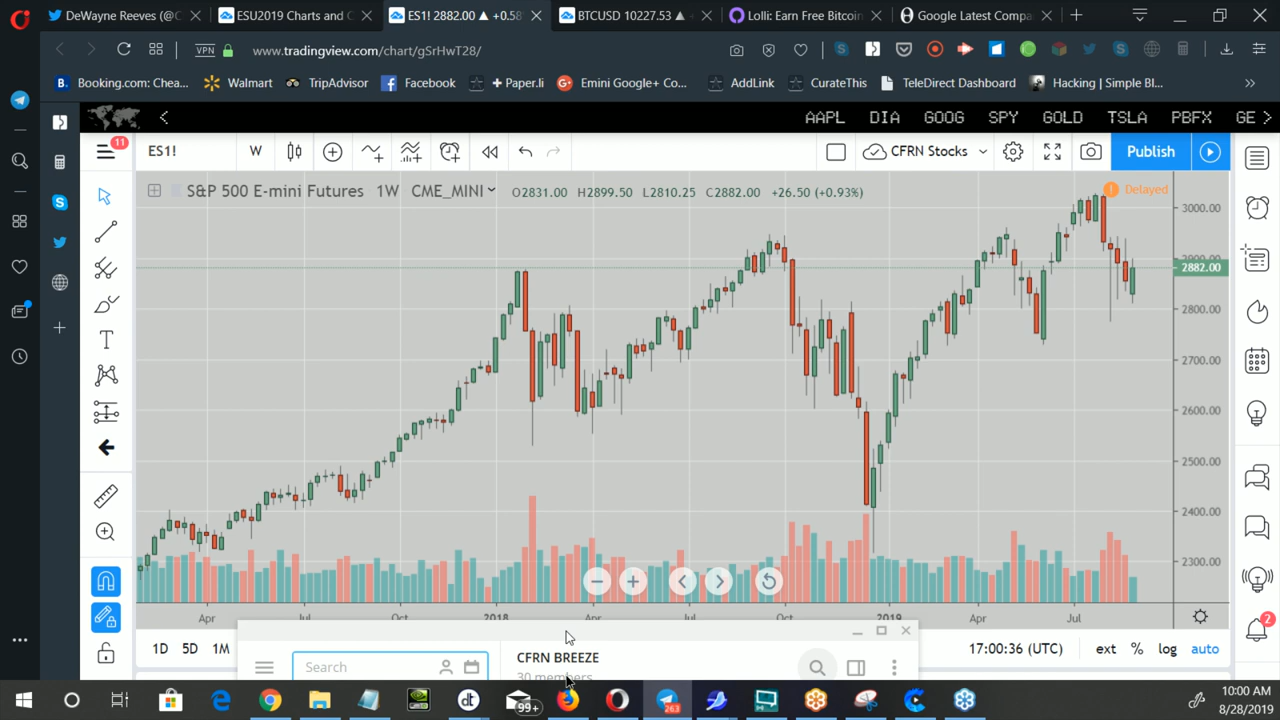 DeWayne Reeves (@C
ESU2019 Charts and C
ES1! 2882.00 ▲ +0.58
BTCUSD 10227.53 ▲
Lolli: Earn Free Bitcoin
Google Latest Compa
VPN
www.tradingview.com/chart/gSrHwT28/
B. Booking.com: Chea...
Walmart
TripAdvisor
Facebook
+ Paper.li
Emini Google+ Co...
AddLink
CurateThis
TeleDirect Dashboard
Hacking | Simple Bl...
AAPL DIA GOOG SPY GOLD TSLA PBFX GE
11
ES1!
W
CFRN Stocks
Publish
S&P 500 E-mini Futures 1W CME_MINI
O2831.00 H2899.50 L2810.25 C2882.00 +26.50 (+0.93%)
Delayed
3000.00
2882.00
2800.00
2700.00
2600.00
2500.00
2400.00
2300.00
Apr
Jul
Oct
2018
Apr
Jul
Oct
2019
Apr
Jul
1D 5D 1M
17:00:36 (UTC)
ext % log auto
Search
CFRN BREEZE
30 members
2
99+
263
10:00 AM
8/28/2019